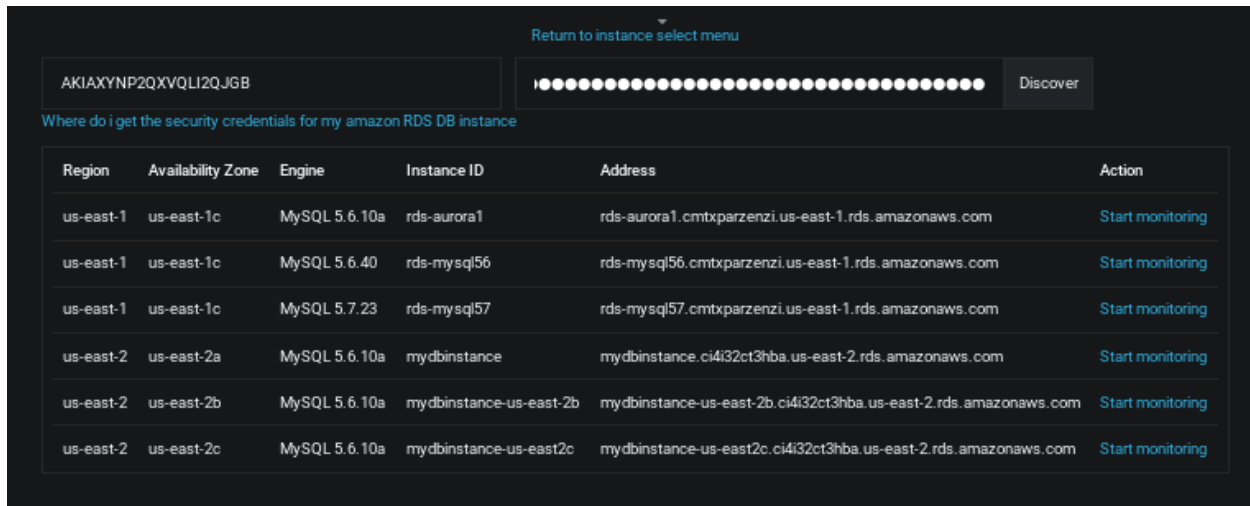 Return to instance select menu
AKIAXYNP2QXVQLI2QJGB
Discover
Where do i get the security credentials for my amazon RDS DB instance
Region Availability Zone Engine Instance ID Address Action
us-east-1 us-east-1c MySQL 5.6.10a rds-aurora1 rds-aurora1.cmtxparzenzi.us-east-1.rds.amazonaws.com Start monitoring
us-east-1 us-east-1c MySQL 5.6.40 rds-mysql56 rds-mysql56.cmtxparzenzi.us-east-1.rds.amazonaws.com Start monitoring
us-east-1 us-east-1c MySQL 5.7.23 rds-mysql57 rds-mysql57.cmtxparzenzi.us-east-1.rds.amazonaws.com Start monitoring
us-east-2 us-east-2a MySQL 5.6.10a mydbinstance mydbinstance.ci4i32ct3hba.us-east-2.rds.amazonaws.com Start monitoring
us-east-2 us-east-2b MySQL 5.6.10a mydbinstance-us-east-2b mydbinstance-us-east-2b.ci4i32ct3hba.us-east-2.rds.amazonaws.com Start monitoring
us-east-2 us-east-2c MySQL 5.6.10a mydbinstance-us-east2c mydbinstance-us-east2c.ci4i32ct3hba.us-east-2.rds.amazonaws.com Start monitoring